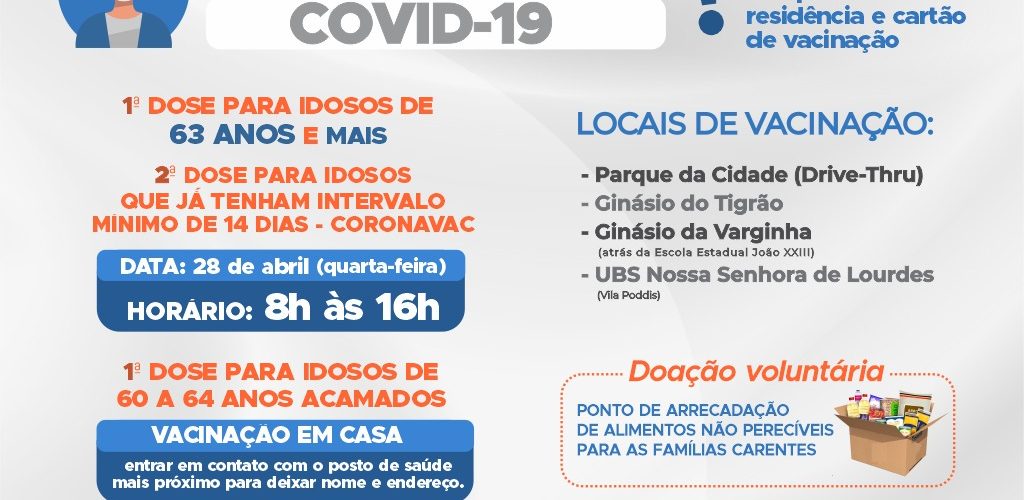 COVID-19
residência e cartão
de vacinação
1ª DOSE PARA IDOSOS DE
63 ANOS E MAIS
2ª DOSE PARA IDOSOS
QUE JÁ TENHAM INTERVALO
MÍNIMO DE 14 DIAS - CORONAVAC
DATA: 28 de abril (quarta-feira)
HORÁRIO: 8h às 16h
1ª DOSE PARA IDOSOS DE
60 A 64 ANOS ACAMADOS
VACINAÇÃO EM CASA
entrar em contato com o posto de saúde
mais próximo para deixar nome e endereço.
LOCAIS DE VACINAÇÃO:
- Parque da Cidade (Drive-Thru)
- Ginásio do Tigrão
- Ginásio da Varginha
(atrás da Escola Estadual João XXIII)
- UBS Nossa Senhora de Lourdes
(Vila Poddis)
Doação voluntária
PONTO DE ARRECADAÇÃO
DE ALIMENTOS NÃO PERECÍVEIS
PARA AS FAMÍLIAS CARENTES